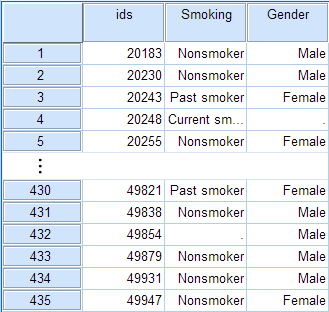 ids Smoking Gender
1 20183 Nonsmoker Male
2 20230 Nonsmoker Male
3 20243 Past smoker Female
4 20248 Current sm... .
5 20255 Nonsmoker Female
⋮
430 49821 Past smoker Female
431 49838 Nonsmoker Male
432 49854 . Male
433 49879 Nonsmoker Male
434 49931 Nonsmoker Male
435 49947 Nonsmoker Female